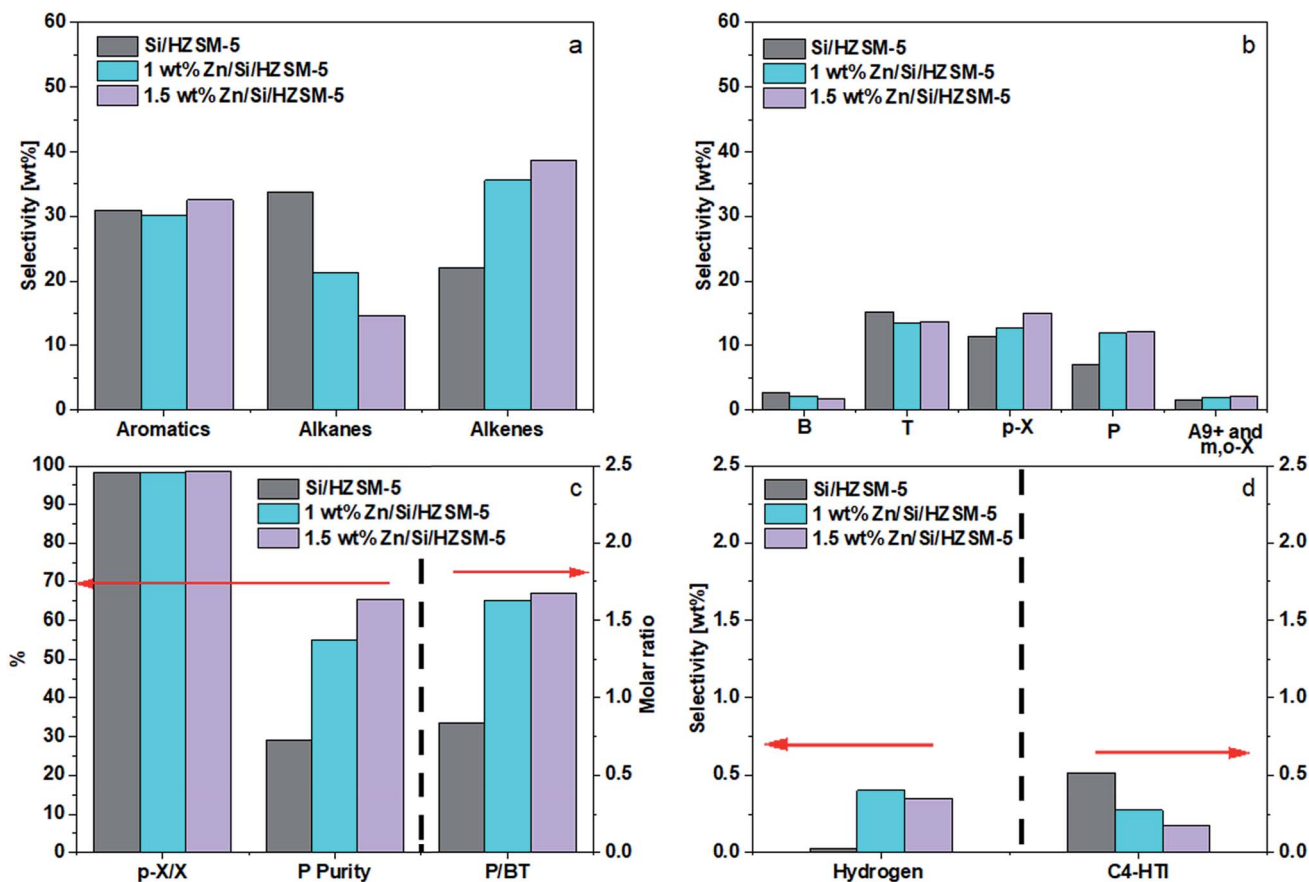 a
Si/HZSM-5
1 wt% Zn/Si/HZSM-5
1.5 wt% Zn/Si/HZSM-5
Selectivity [wt%]
60
50
40
30
20
10
0
Aromatics Alkanes Alkenes
b
Si/HZSM-5
1 wt% Zn/Si/HZSM-5
1.5 wt% Zn/Si/HZSM-5
Selectivity [wt%]
60
50
40
30
20
10
0
B T p-X P A9+ and
m,o-X
c
Si/HZSM-5
1 wt% Zn/Si/HZSM-5
1.5 wt% Zn/Si/HZSM-5
%
100
90
80
70
60
50
40
30
20
10
0
2.5
2.0
1.5
1.0
0.5
0.0
Molar ratio
p-X/X P Purity P/BT
d
Si/HZSM-5
1 wt% Zn/Si/HZSM-5
1.5 wt% Zn/Si/HZSM-5
Selectivity [wt%]
2.5
2.0
1.5
1.0
0.5
0.0
2.5
2.0
1.5
1.0
0.5
0.0
Hydrogen C4-HTI